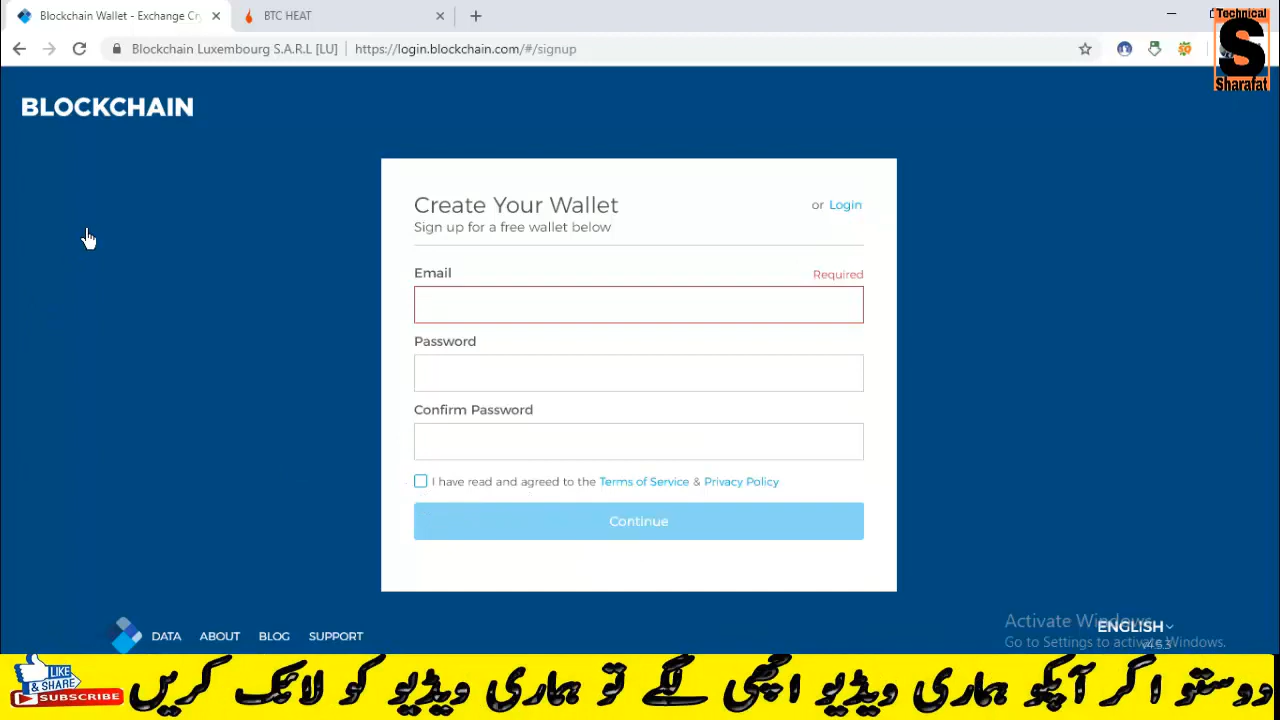 Blockchain Wallet - Exchange Cr
BTC HEAT
Technical
S
Sharafat
Blockchain Luxembourg S.A.R.L [LU]
https://login.blockchain.com/#/signup
BLOCKCHAIN
Create Your Wallet
or Login
Sign up for a free wallet below
Email
Required
Password
Confirm Password
I have read and agreed to the Terms of Service & Privacy Policy
Continue
DATA
ABOUT
BLOG
SUPPORT
Activate Windows
ENGLISH
Go to Settings to activate Windows.
v4.5.3
LIKE
& SHARE
SUBSCRIBE
دوستو اگر آپکو ہماری ویڈیو اچھی لگے تو ہماری ویڈیو کو لائک کریں